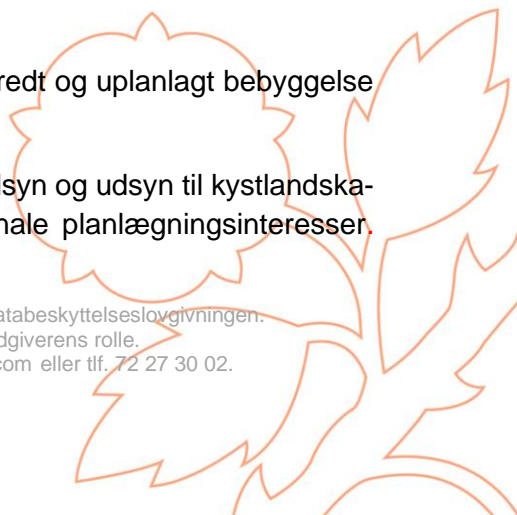 redt og uplanlagt bebyggelse
dsyn og udsyn til kystlandska-
nale planlægningsinteresser.
atabeskyttelseslovgivningen.
dgiverens rolle.
com eller tlf. 72 27 30 02.